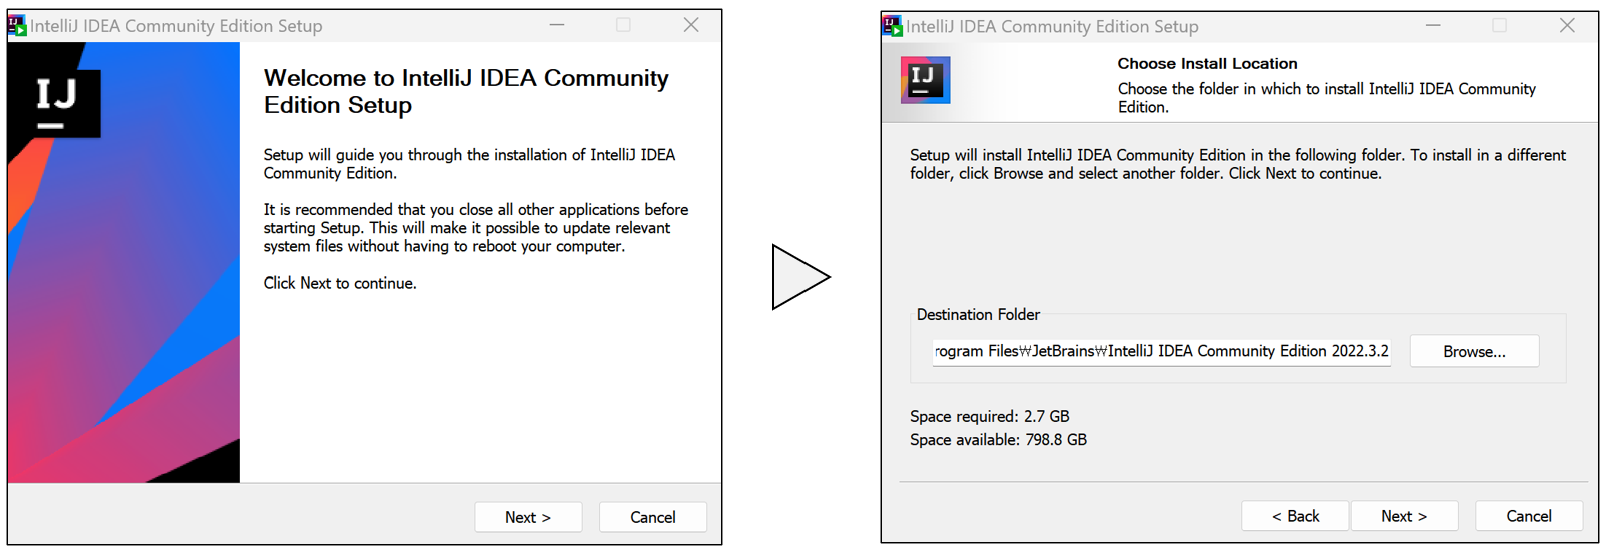 IntelliJ IDEA Community Edition Setup
IJ
Welcome to IntelliJ IDEA Community
Edition Setup
Setup will guide you through the installation of IntelliJ IDEA
Community Edition.
It is recommended that you close all other applications before
starting Setup. This will make it possible to update relevant
system files without having to reboot your computer.
Click Next to continue.
Next >
Cancel
IntelliJ IDEA Community Edition Setup
IJ
Choose Install Location
Choose the folder in which to install IntelliJ IDEA Community
Edition.
Setup will install IntelliJ IDEA Community Edition in the following folder. To install in a different
folder, click Browse and select another folder. Click Next to continue.
Destination Folder
rogram Files₩JetBrains₩IntelliJ IDEA Community Edition 2022.3.2
Browse...
Space required: 2.7 GB
Space available: 798.8 GB
< Back
Next >
Cancel